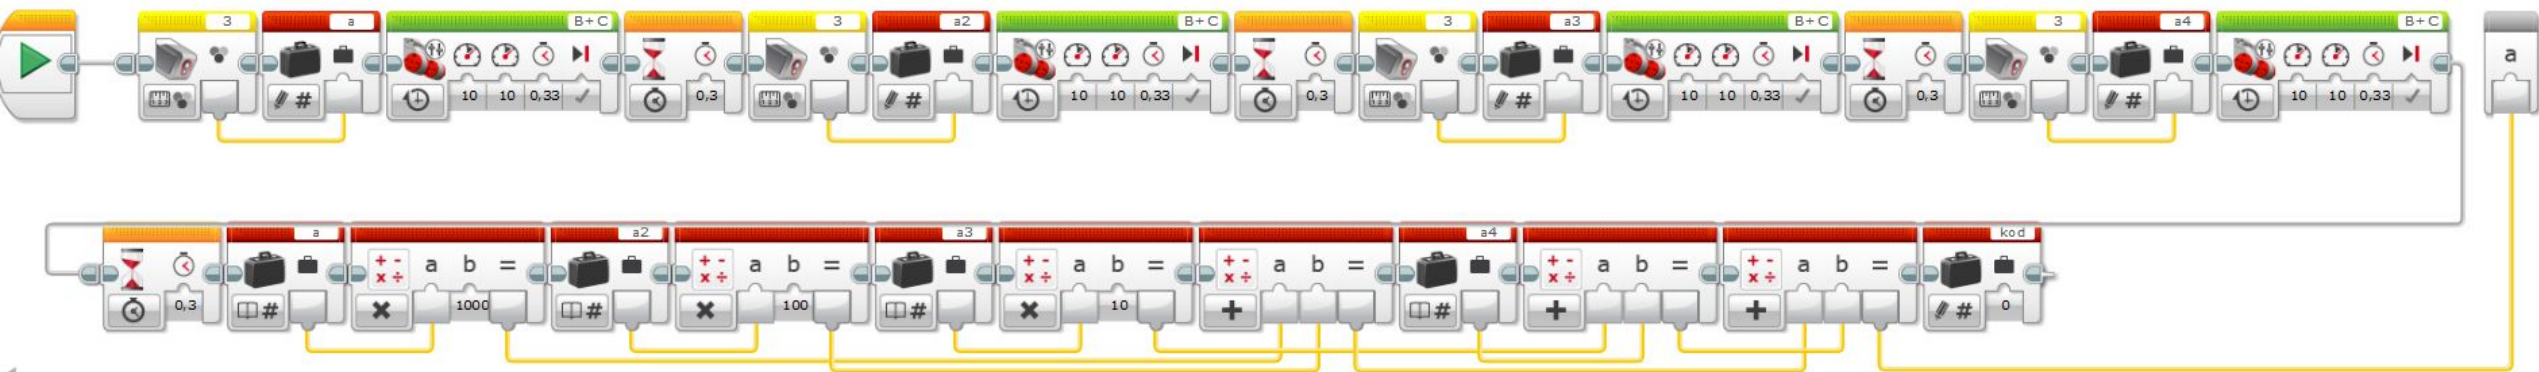 3 a B+C 3 a2 B+C 3 a3 B+C 3 a4 B+C
a
# 10 10 0,33 0,3 # 10 10 0,33 0,3 # 10 10 0,33 0,3 # 10 10 0,33
a a2 a3 a4 kod
a b = a b = a b = a b = a b = a b =
0,3 # 1000 # 100 # 10 # # 0